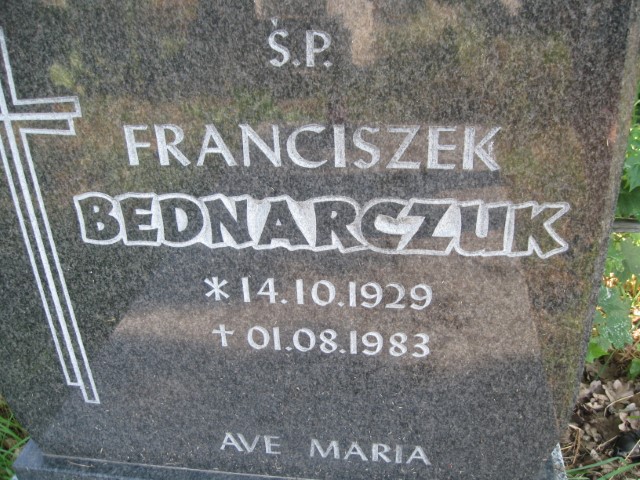 Ś.P.
FRANCISZEK
BEDNARCZUK
* 14.10.1929
✝ 01.08.1983
AVE MARIA